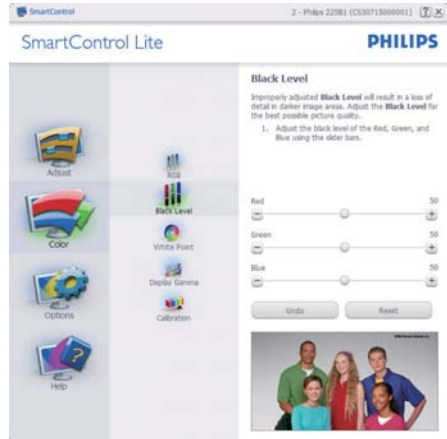 SmartControl
2 - Philips 225B1 (CS30715000001)
SmartControl Lite
PHILIPS
Adjust
Color
Options
Help
RGB
Black Level
White Point
Display Gamma
Calibration
Black Level
Improperly adjusted Black Level will result in a loss of
detail in darker image areas. Adjust the Black Level for
the best possible picture quality.
1. Adjust the black level of the Red, Green, and
Blue using the slider bars.
Red 50
Green 50
Blue 50
Undo
Reset